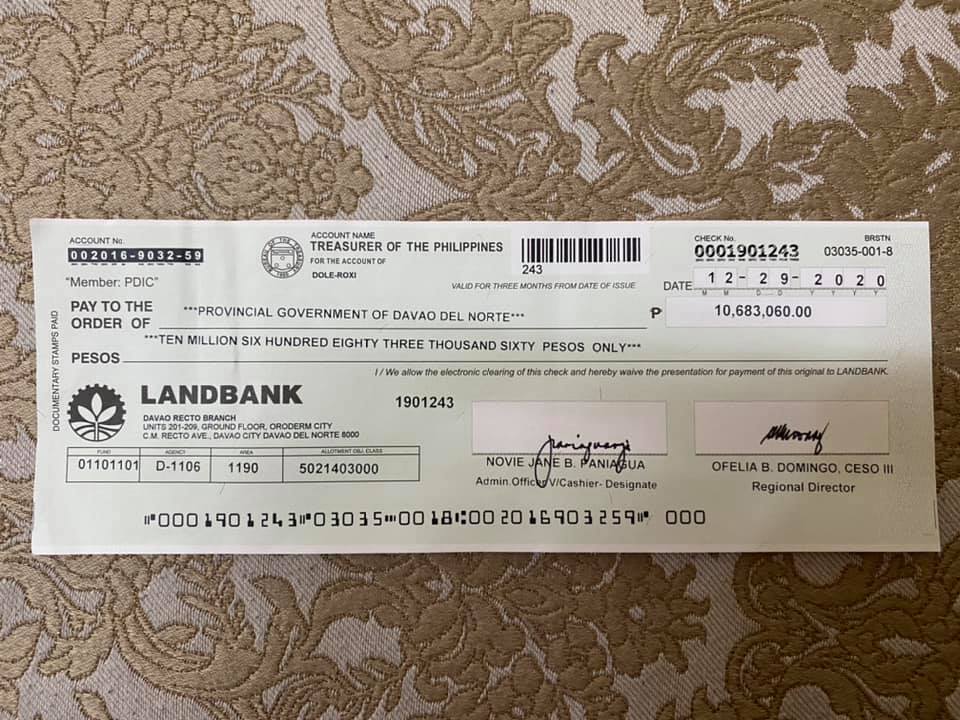 ACCOUNT No.
002016-9032-59
"Member: PDIC"
ACCOUNT NAME
TREASURER OF THE PHILIPPINES
FOR THE ACCOUNT OF
DOLE-ROXI
243
VALID FOR THREE MONTHS FROM DATE OF ISSUE
CHECK No.
0001901243
BRSTN
03035-001-8
DATE 12-29-2020
M M D D Y Y Y Y
PAY TO THE
ORDER OF ***PROVINCIAL GOVERNMENT OF DAVAO DEL NORTE***
₱ 10,683,060.00
PESOS ***TEN MILLION SIX HUNDRED EIGHTY THREE THOUSAND SIXTY PESOS ONLY***
I / We allow the electronic clearing of this check and hereby waive the presentation for payment of this original to LANDBANK.
DOCUMENTARY STAMPS PAID
LANDBANK
DAVAO RECTO BRANCH
UNITS 201-209, GROUND FLOOR, ORODERM CITY
C.M. RECTO AVE., DAVAO CITY DAVAO DEL NORTE 8000
1901243
FUND AGENCY AREA ALLOTMENT OBJ. CLASS
01101101 D-1106 1190 5021403000
NOVIE JANE B. PANIAGUA
Admin.Officer V/Cashier- Designate
OFELIA B. DOMINGO, CESO III
Regional Director
⑈0001901243⑈03035⑉0018⑆002016903259⑈ 000